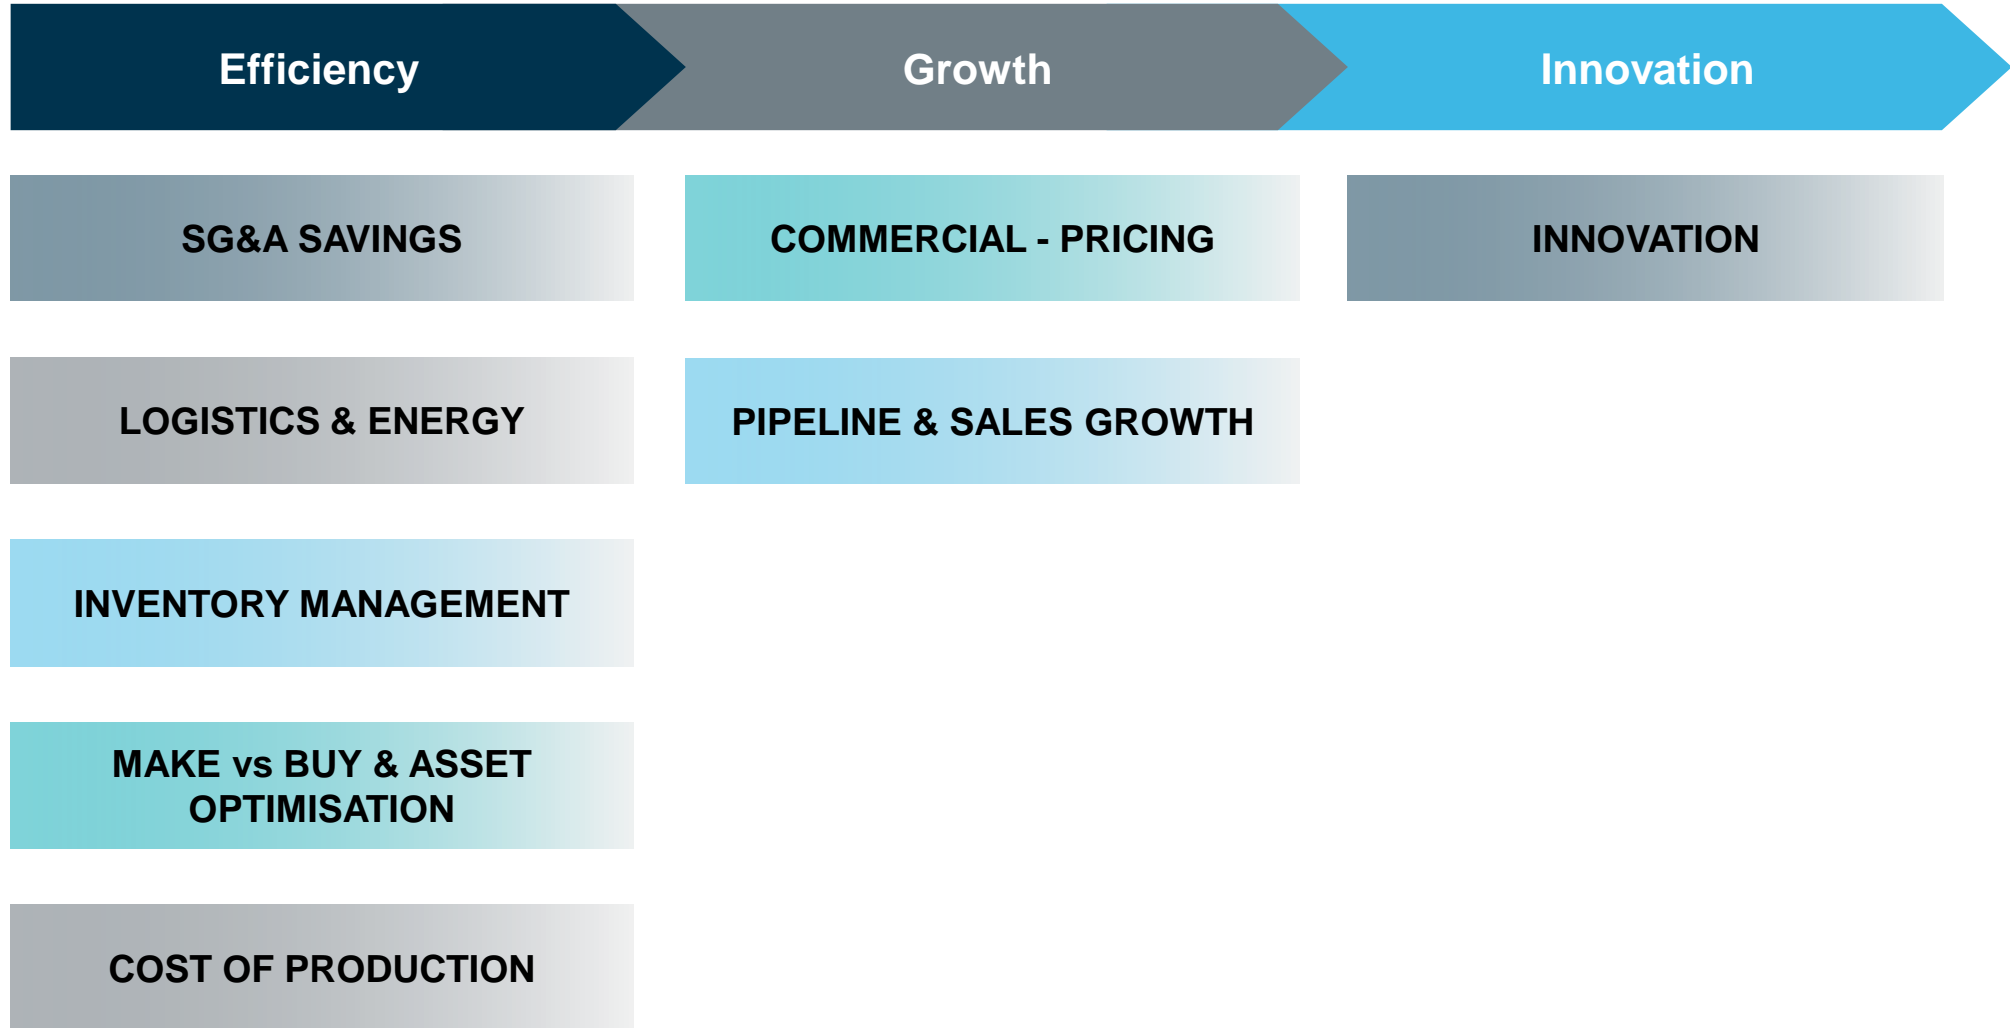 Efficiency
Growth
Innovation
SG&A SAVINGS
COMMERCIAL - PRICING
INNOVATION
LOGISTICS & ENERGY
PIPELINE & SALES GROWTH
INVENTORY MANAGEMENT
MAKE vs BUY & ASSET
OPTIMISATION
COST OF PRODUCTION